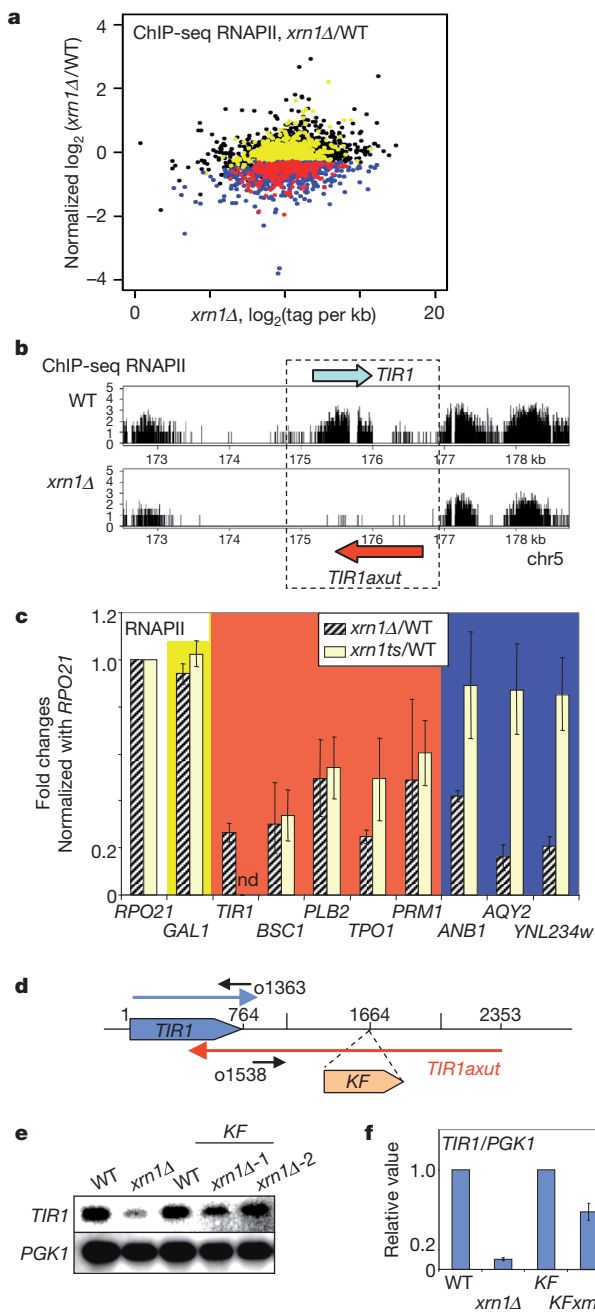 a
ChIP-seq RNAPII, xrn1Δ/WT
Normalized log2 (xrn1Δ/WT)
4
2
0
−2
−4
0
20
xrn1Δ, log2(tag per kb)
b
ChIP-seq RNAPII
TIR1
WT
5
4
3
2
1
0
173
174
175
176
177
178 kb
xrn1Δ
5
4
3
2
1
0
173
174
175
176
177
178 kb
TIR1axut
chr5
c
Fold changes
Normalized with RPO21
1.2
1.0
0.2
0
RNAPII
xrn1Δ/WT
xrn1ts/WT
nd
RPO21
GAL1
TIR1
BSC1
PLB2
TPO1
PRM1
ANB1
AQY2
YNL234w
d
o1363
1
764
1664
2353
TIR1
o1538
TIR1axut
KF
e
KF
WT
xrn1Δ
WT
xrn1Δ-1
xrn1Δ-2
TIR1
PGK1
f
TIR1/PGK1
Relative value
1.0
0.2
0
WT
xrn1Δ
KF